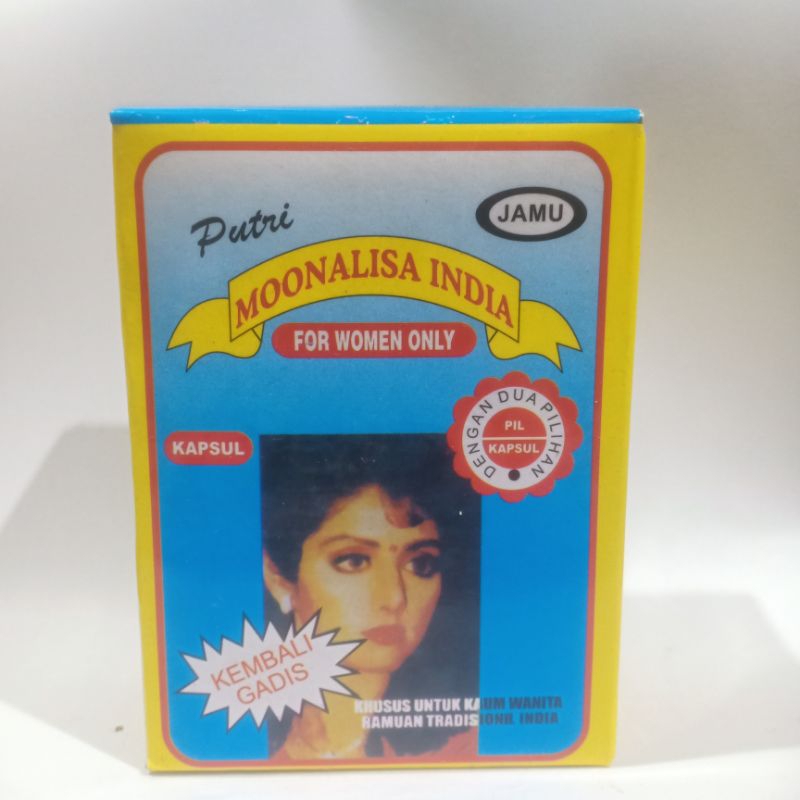 Putri
JAMU
MOONALISA INDIA
FOR WOMEN ONLY
DENGAN DUA PILIHAN
PIL
KAPSUL
KAPSUL
KEMBALI
GADIS
KHUSUS UNTUK KAUM WANITA
RAMUAN TRADISIONIL INDIA